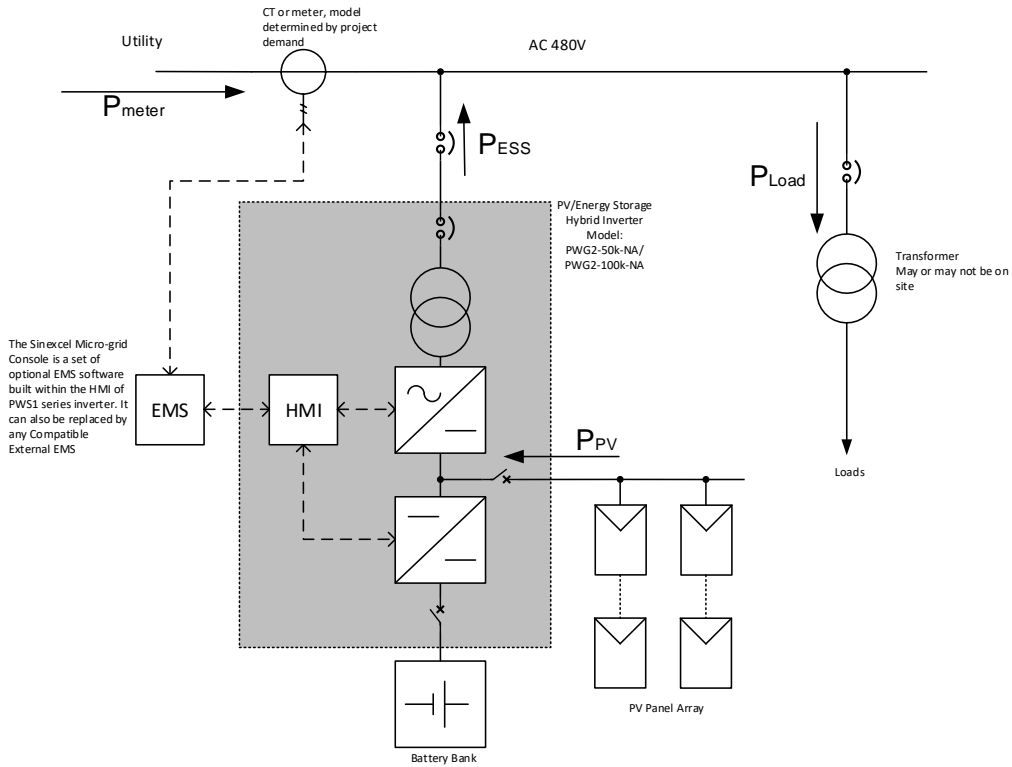 CT or meter, model
determined by project
demand
Utility
AC 480V
Pmeter
PESS
PLoad
PV/Energy Storage
Hybrid Inverter
Model:
PWG2-50k-NA/
PWG2-100k-NA
Transformer
May or may not be on
site
The Sinexcel Micro-grid
Console is a set of
optional EMS software
built within the HMI of
PWS1 series inverter. It
can also be replaced by
any Compatible
External EMS
EMS
HMI
PPV
Loads
PV Panel Array
Battery Bank